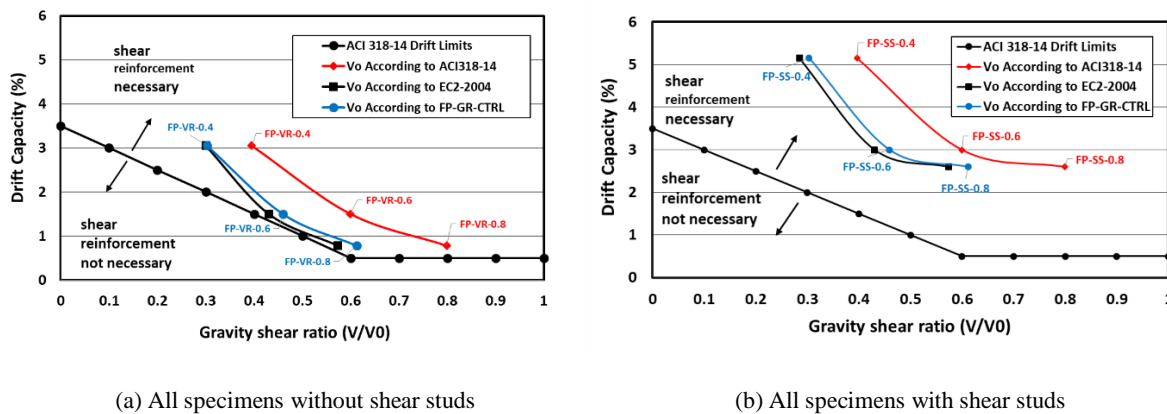 6
5
4
3
2
1
0
Drift Capacity (%)
shear
reinforcement
necessary
ACI 318-14 Drift Limits
Vo According to ACI318-14
Vo According to EC2-2004
Vo According to FP-GR-CTRL
FP-VR-0.4
FP-VR-0.4
FP-VR-0.6
FP-VR-0.6
FP-VR-0.8
FP-VR-0.8
shear
reinforcement
not necessary
0 0.1 0.2 0.3 0.4 0.5 0.6 0.7 0.8 0.9 1
Gravity shear ratio (V/V0)
(a) All specimens without shear studs
6
5
4
3
2
1
0
Drift Capacity (%)
shear
reinforcement
necessary
ACI 318-14 Drift Limits
Vo According to ACI318-14
Vo According to EC2-2004
Vo According to FP-GR-CTRL
FP-SS-0.4
FP-SS-0.4
FP-SS-0.6
FP-SS-0.6
FP-SS-0.8
FP-SS-0.8
shear
reinforcement
not necessary
0 0.1 0.2 0.3 0.4 0.5 0.6 0.7 0.8 0.9 1
Gravity shear ratio (V/V0)
(b) All specimens with shear studs